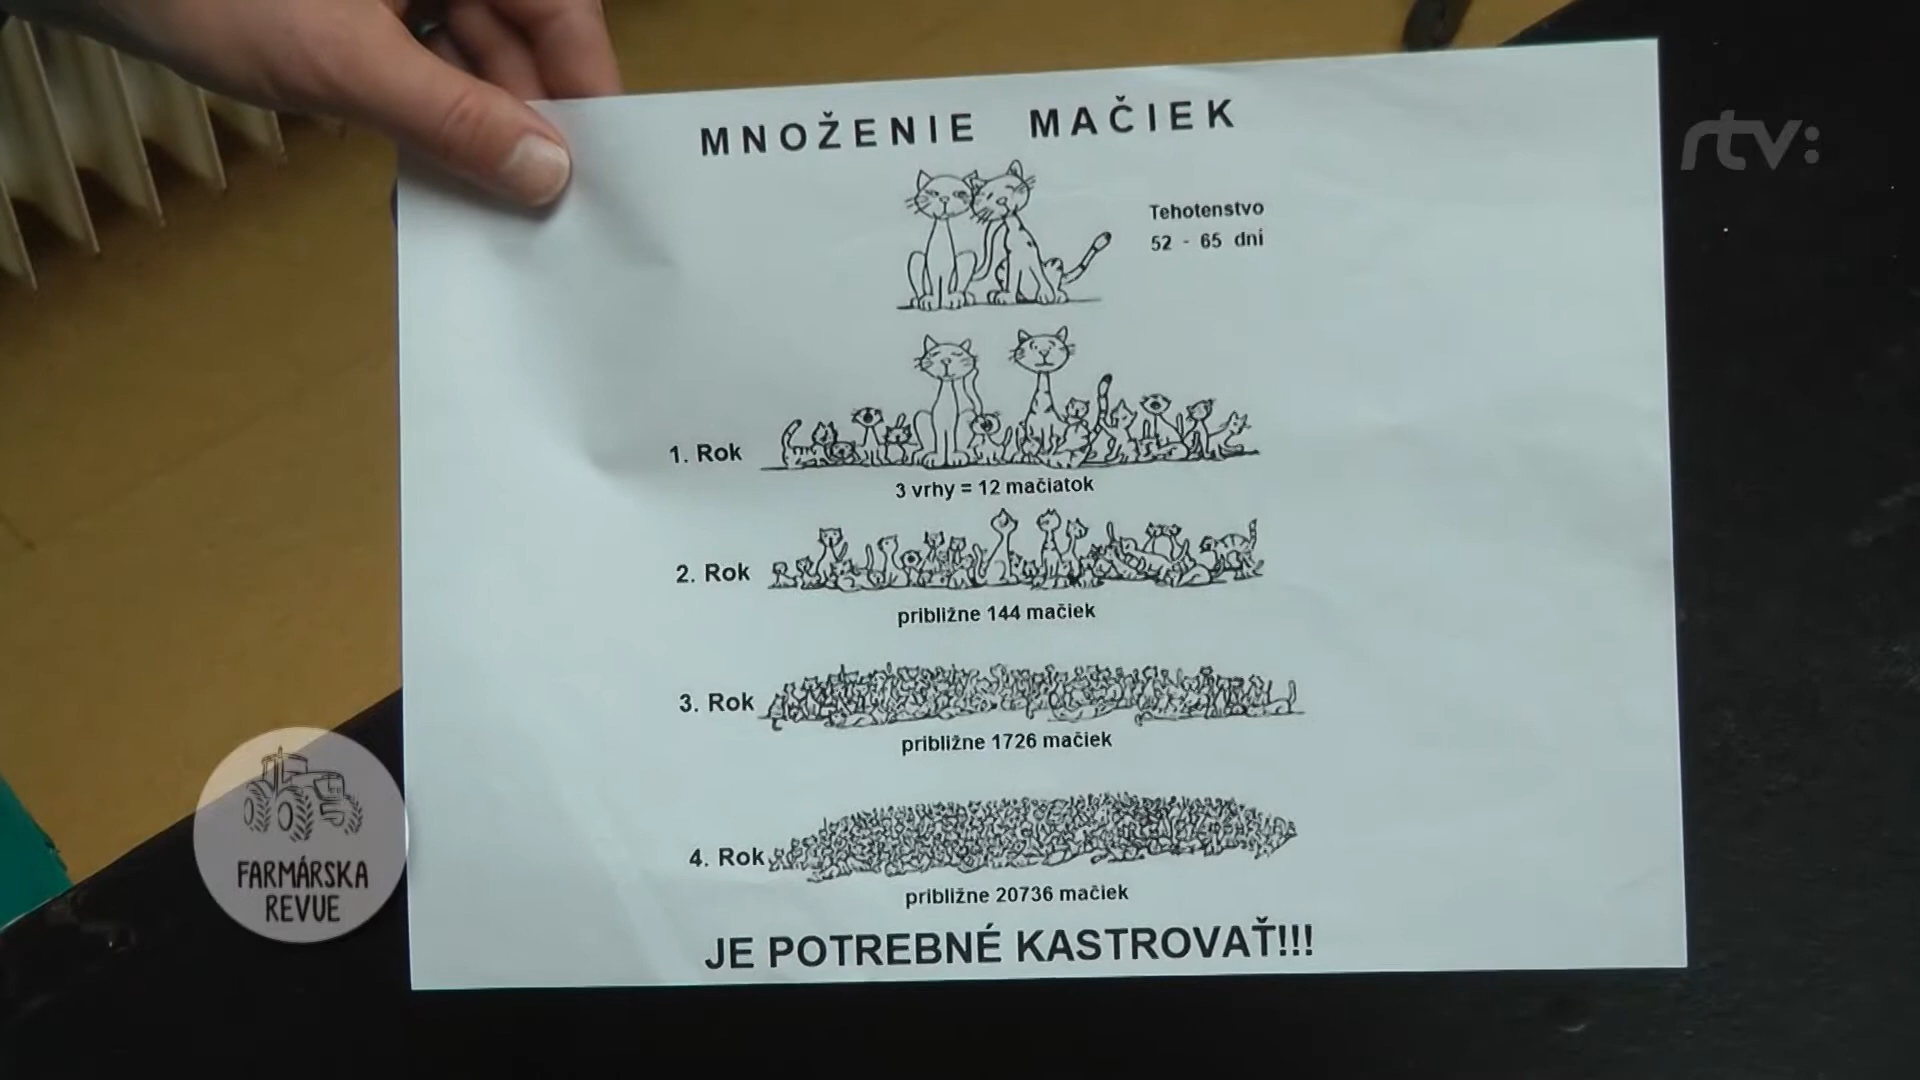 MNOŽENIE MAČIEK
Tehotenstvo
52 - 65 dní
1. Rok
3 vrhy = 12 mačiatok
2. Rok
približne 144 mačiek
3. Rok
približne 1726 mačiek
4. Rok
približne 20736 mačiek
JE POTREBNÉ KASTROVAŤ!!!
rtv:
FARMÁRSKA
REVUE